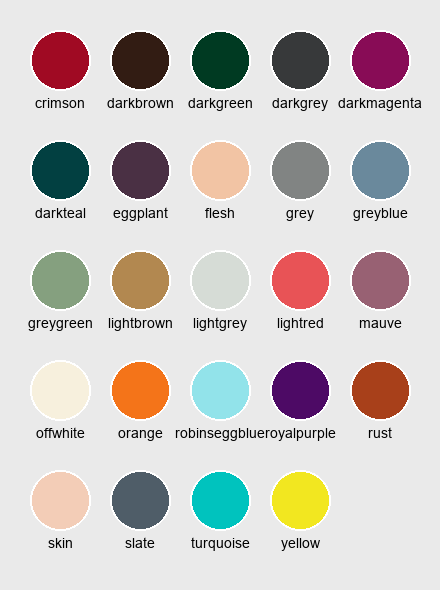 crimson darkbrown darkgreen darkgrey darkmagenta
darkteal eggplant flesh grey greyblue
greygreen lightbrown lightgrey lightred mauve
offwhite orange robinseggblue royalpurple rust
skin slate turquoise yellow